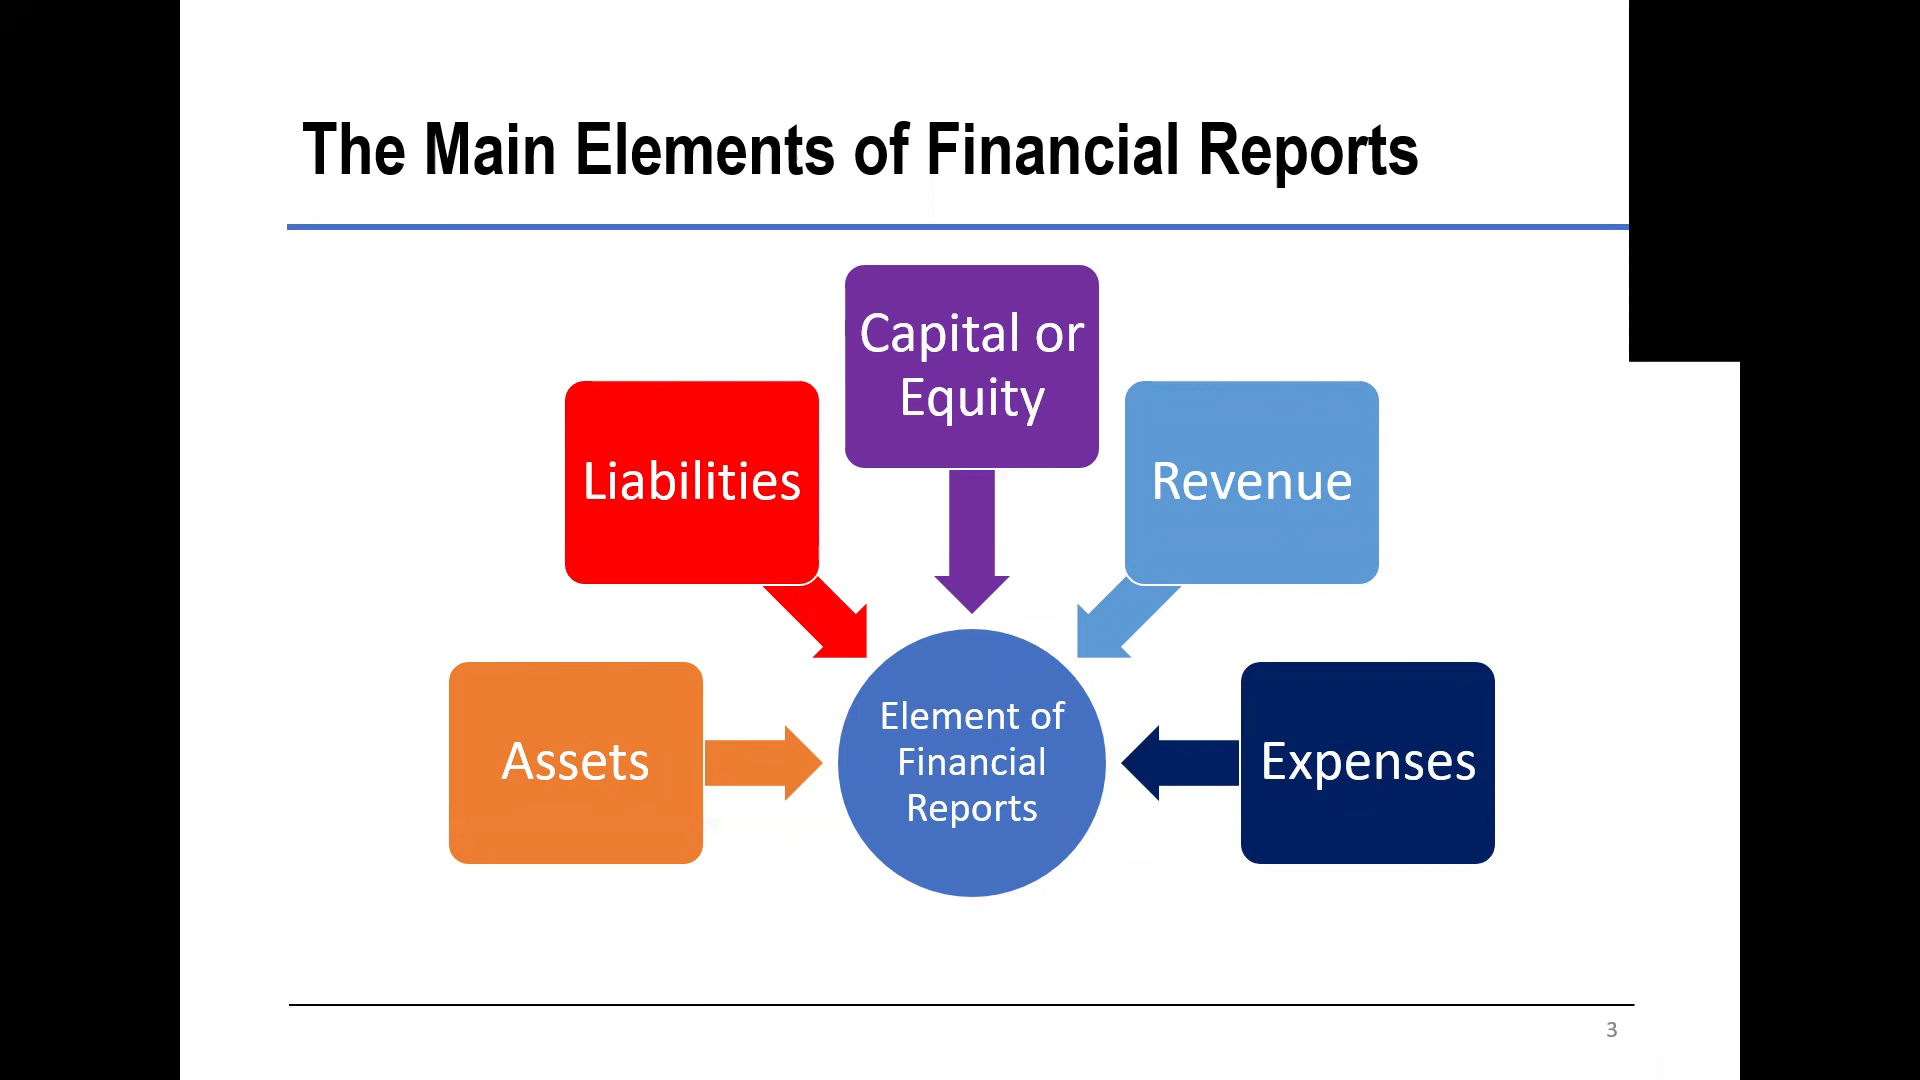 The Main Elements of Financial Reports
Capital or
Equity
Liabilities
Revenue
Assets
Element of
Financial
Reports
Expenses
3